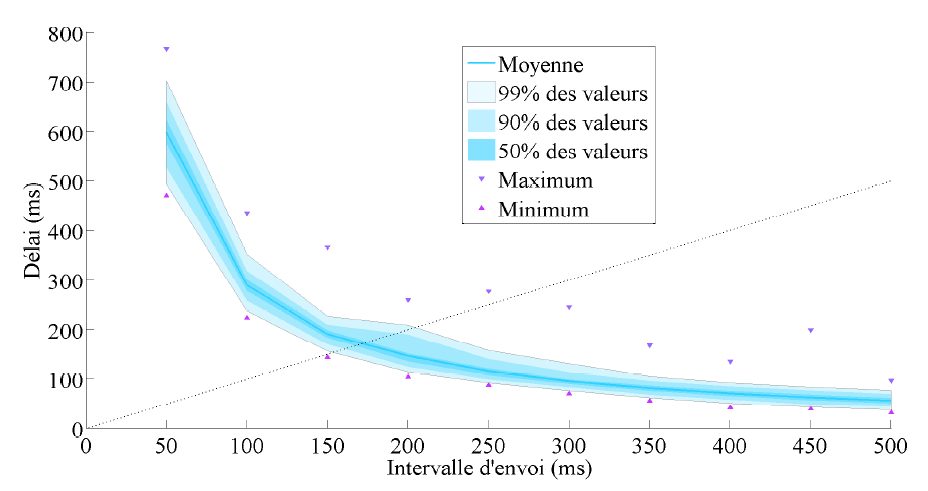 800
700
600
500
400
300
200
100
0
Délai (ms)
Moyenne
99% des valeurs
90% des valeurs
50% des valeurs
Maximum
Minimum
0 50 100 150 200 250 300 350 400 450 500
Intervalle d'envoi (ms)